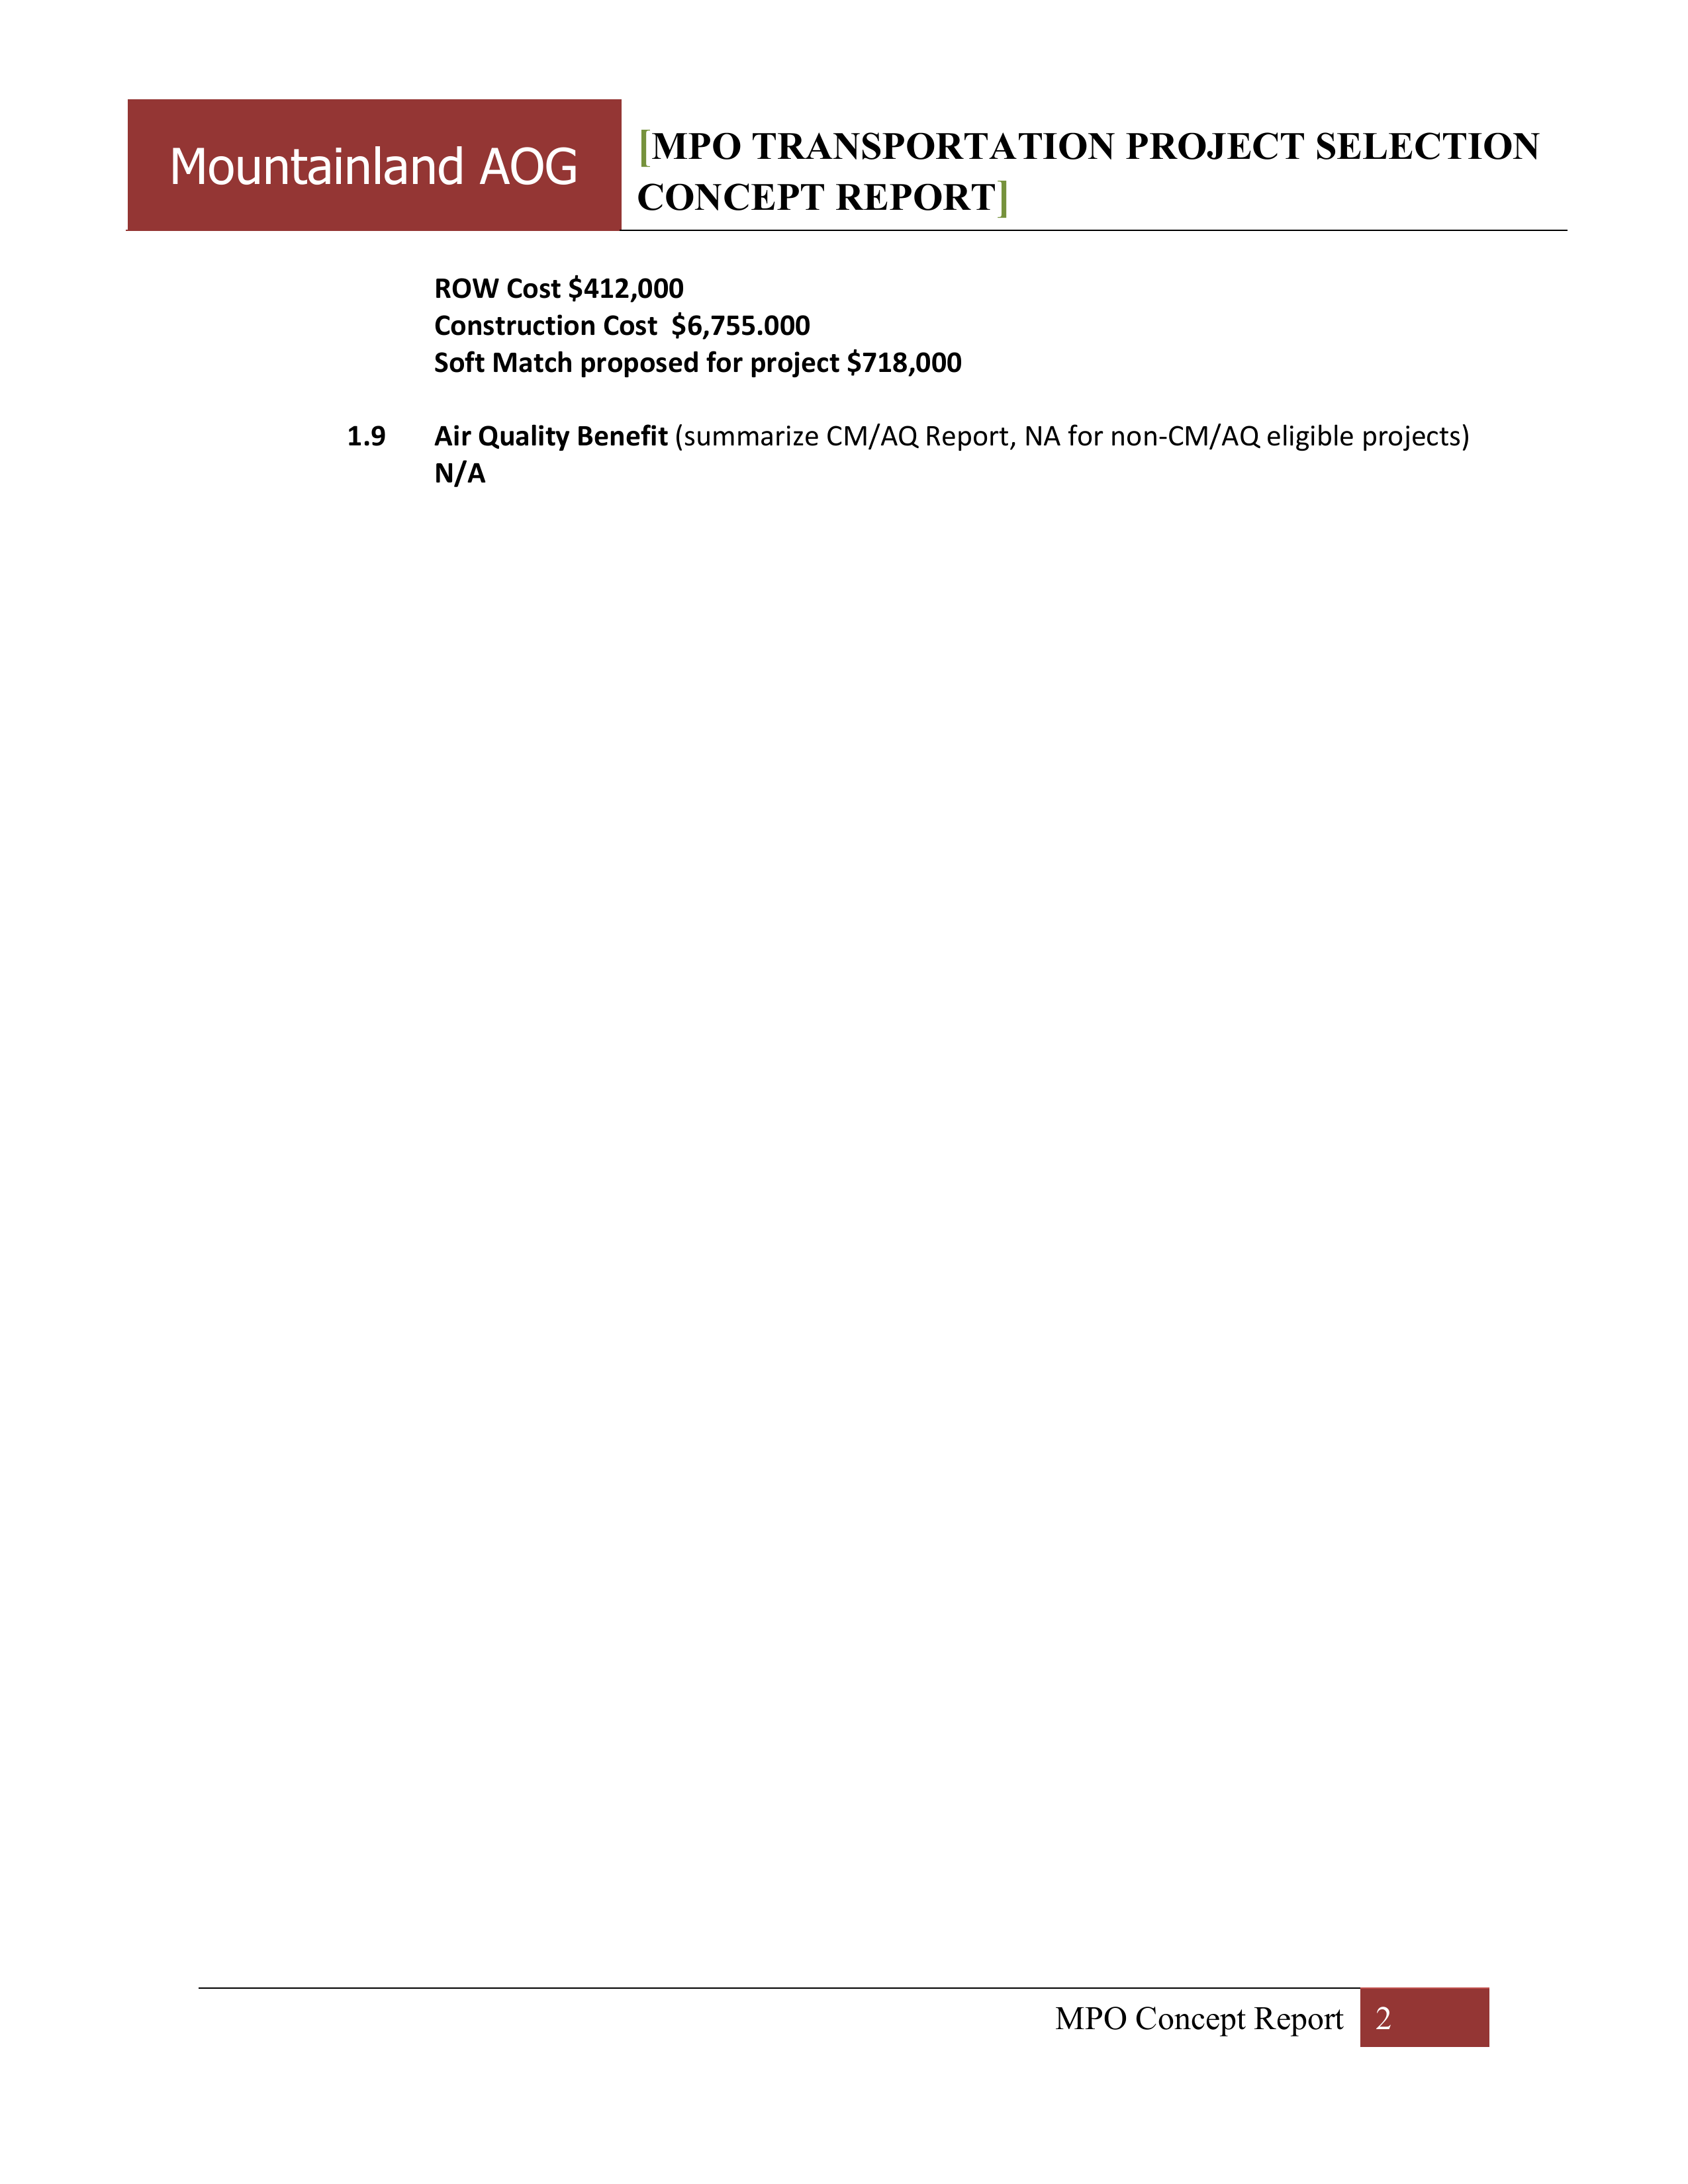 Mountainland AOG
[MPO TRANSPORTATION PROJECT SELECTION
CONCEPT REPORT]
ROW Cost $412,000
Construction Cost  $6,755.000
Soft Match proposed for project $718,000
1.9 Air Quality Benefit (summarize CM/AQ Report, NA for non-CM/AQ eligible projects)
N/A
MPO Concept Report 2